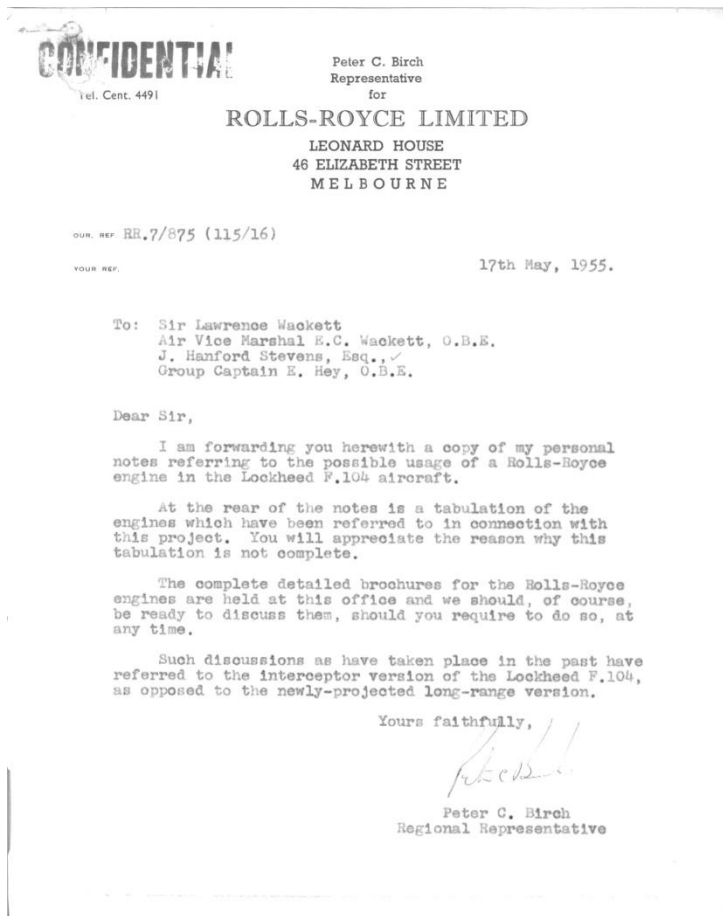 CONFIDENTIAL
Tel. Cent. 4491
Peter C. Birch
Representative
for
ROLLS-ROYCE LIMITED
LEONARD HOUSE
46 ELIZABETH STREET
MELBOURNE
OUR. REF. RR.7/875 (115/16)
YOUR REF.
17th May, 1955.
To: Sir Lawrence Wackett
Air Vice Marshal E.C. Wackett, O.B.E.
J. Hanford Stevens, Esq., ✓
Group Captain E. Hey, O.B.E.
Dear Sir,
I am forwarding you herewith a copy of my personal
notes referring to the possible usage of a Rolls-Royce
engine in the Lockheed F.104 aircraft.
At the rear of the notes is a tabulation of the
engines which have been referred to in connection with
this project. You will appreciate the reason why this
tabulation is not complete.
The complete detailed brochures for the Rolls-Royce
engines are held at this office and we should, of course,
be ready to discuss them, should you require to do so, at
any time.
Such discussions as have taken place in the past have
referred to the interceptor version of the Lockheed F.104,
as opposed to the newly-projected long-range version.
Yours faithfully,
Peter C. Birch
Regional Representative